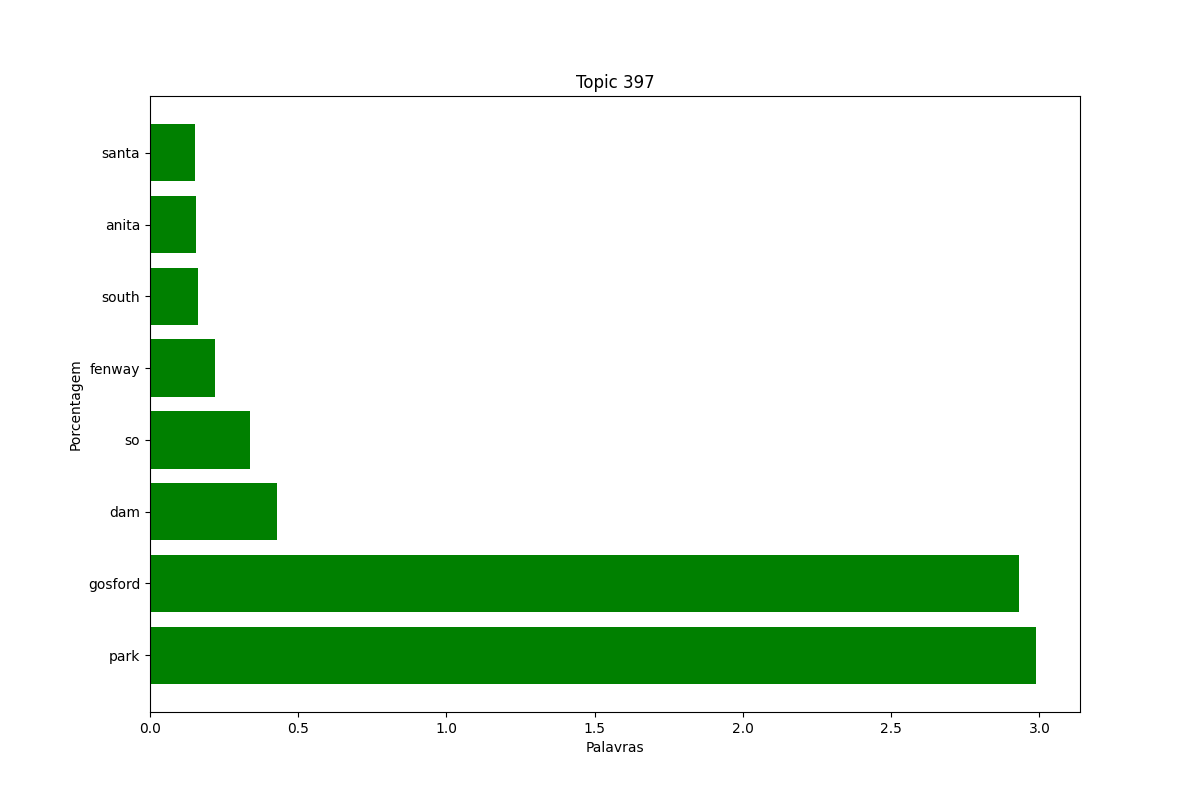 Topic 397
santa
anita
south
fenway
so
dam
gosford
park
Porcentagem
0.0 0.5 1.0 1.5 2.0 2.5 3.0
Palavras